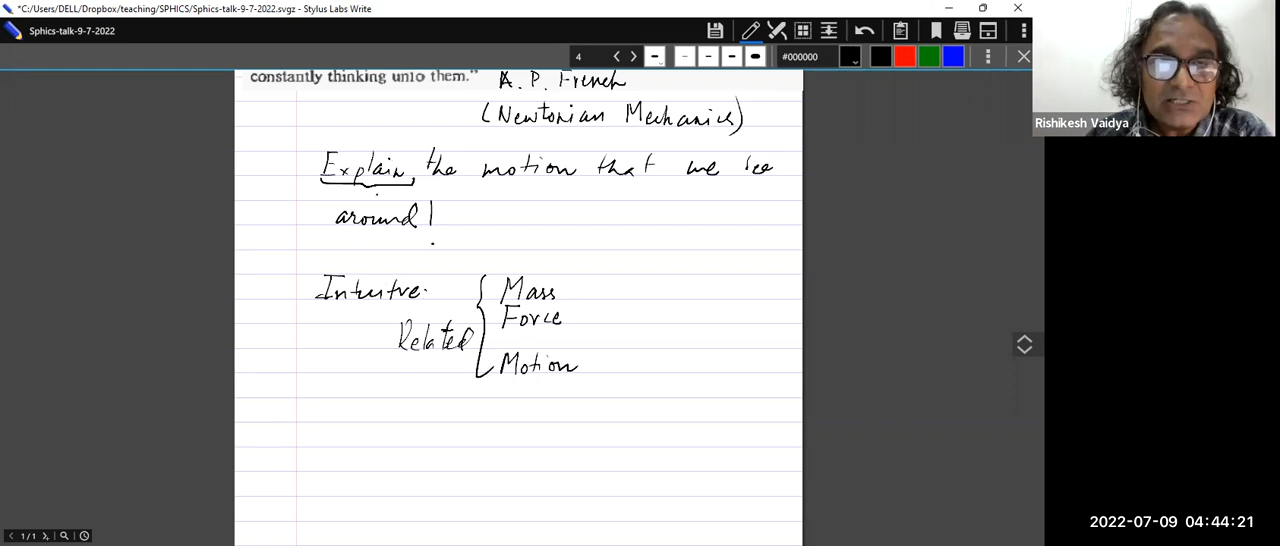 *C:/Users/DELL/Dropbox/teaching/SPHICS/Sphics-talk-9-7-2022.svgz - Stylus Labs Write
Sphics-talk-9-7-2022
4
#000000
constantly thinking unto them."
A. P. French
(Newtonian Mechanics)
Explain the motion that we see
around!
Intuitve.
Mass
Force
Related
Motion
Rishikesh Vaidya
1/1
2022-07-09 04:44:21